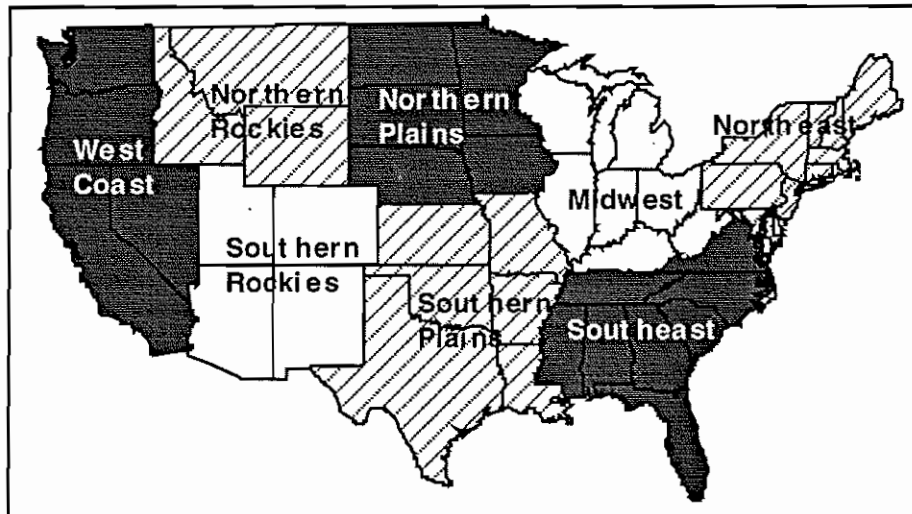 Northern
Rockies
Northern
Plains
Northeast
West
Coast
Midwest
Southern
Rockies
Southern
Plains
Southeast